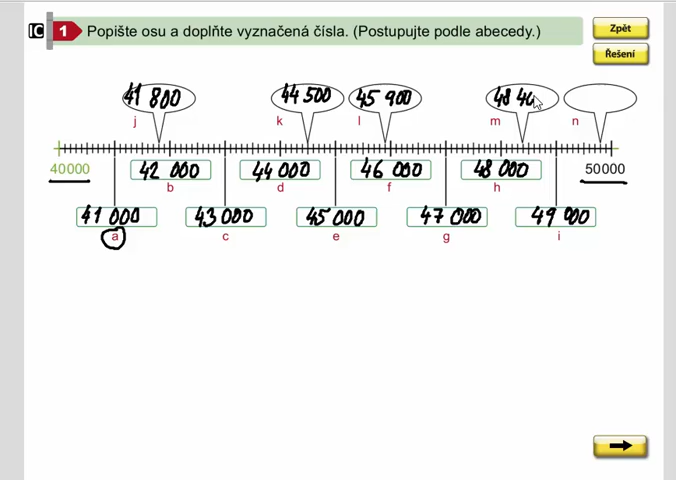 IC 1 Popište osu a doplňte vyznačená čísla. (Postupujte podle abecedy.)
Zpět
Řešení
41 800 44 500 45 900 48 40
j k l m n
40000 42 000 44 000 46 000 48 000 50000
b d f h
41 000 43 000 45 000 47 000 49 000
a c e g i